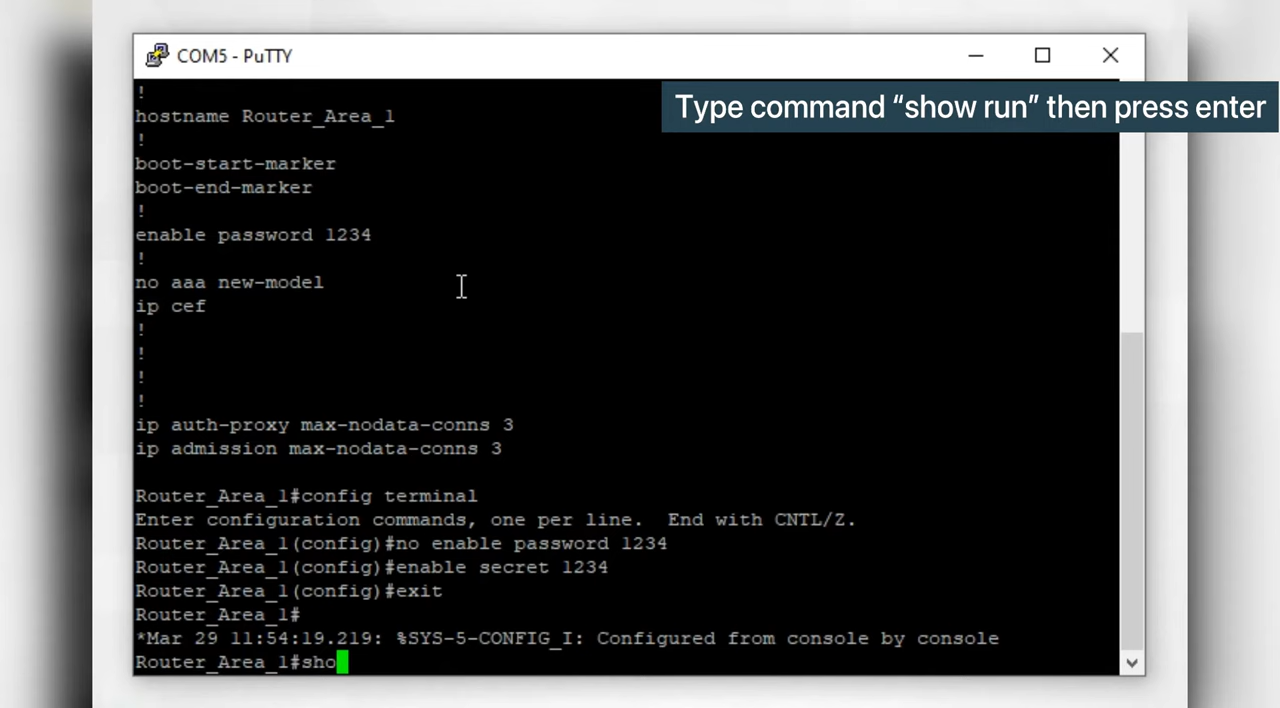 COM5 - PuTTY
Type command “show run” then press enter
!
hostname Router_Area_1
!
boot-start-marker
boot-end-marker
!
enable password 1234
!
no aaa new-model
ip cef
!
!
!
!
ip auth-proxy max-nodata-conns 3
ip admission max-nodata-conns 3
Router_Area_1#config terminal
Enter configuration commands, one per line.  End with CNTL/Z.
Router_Area_1(config)#no enable password 1234
Router_Area_1(config)#enable secret 1234
Router_Area_1(config)#exit
Router_Area_1#
*Mar 29 11:54:19.219: %SYS-5-CONFIG_I: Configured from console by console
Router_Area_1#sho